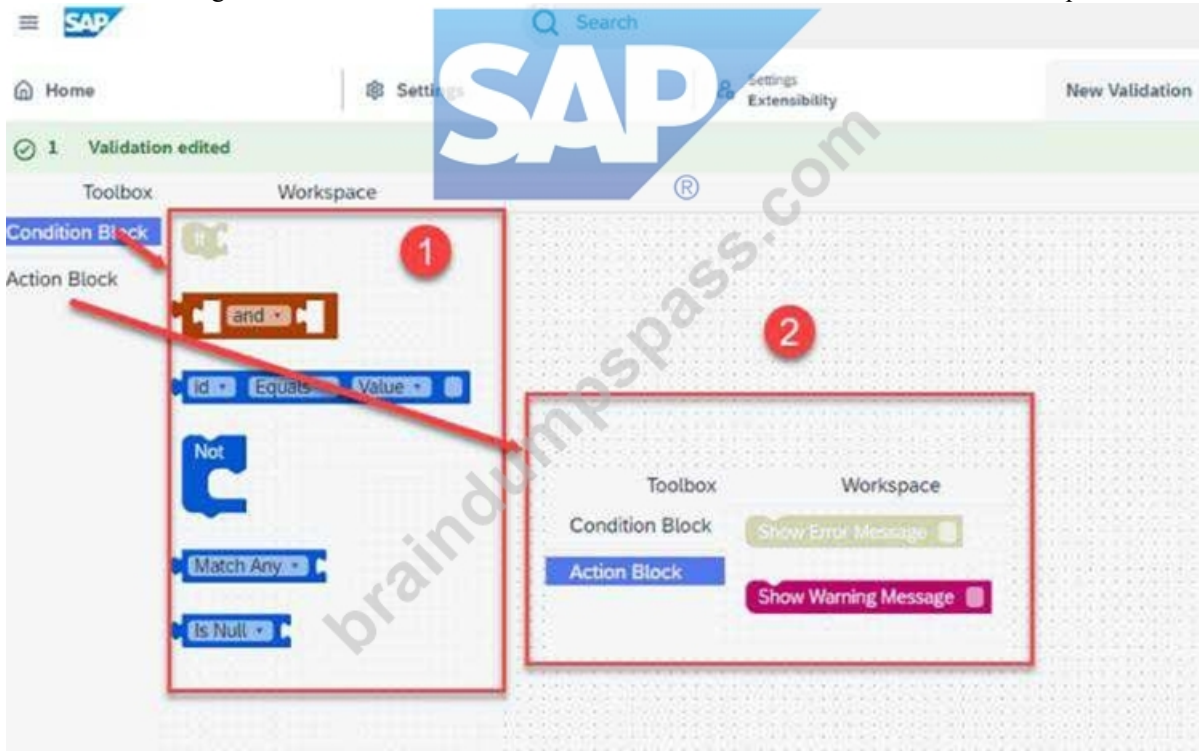 SAP
Search
Home
Settings
Settings
Extensibility
New Validation
SAP
®
1 Validation edited
Toolbox Workspace
Condition Block
Action Block
If
1
and
id Equals Value
Not
Match Any
Is Null
2
Toolbox Workspace
Condition Block
Show Error Message
Action Block
Show Warning Message
braindumpspass.com